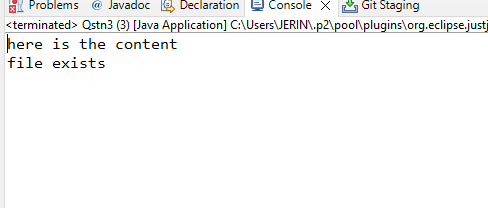 Problems @ Javadoc Declaration Console Git Staging
<terminated> Qstn3 (3) [Java Application] C:\Users\JERIN\.p2\pool\plugins\org.eclipse.justj
here is the content
file exists